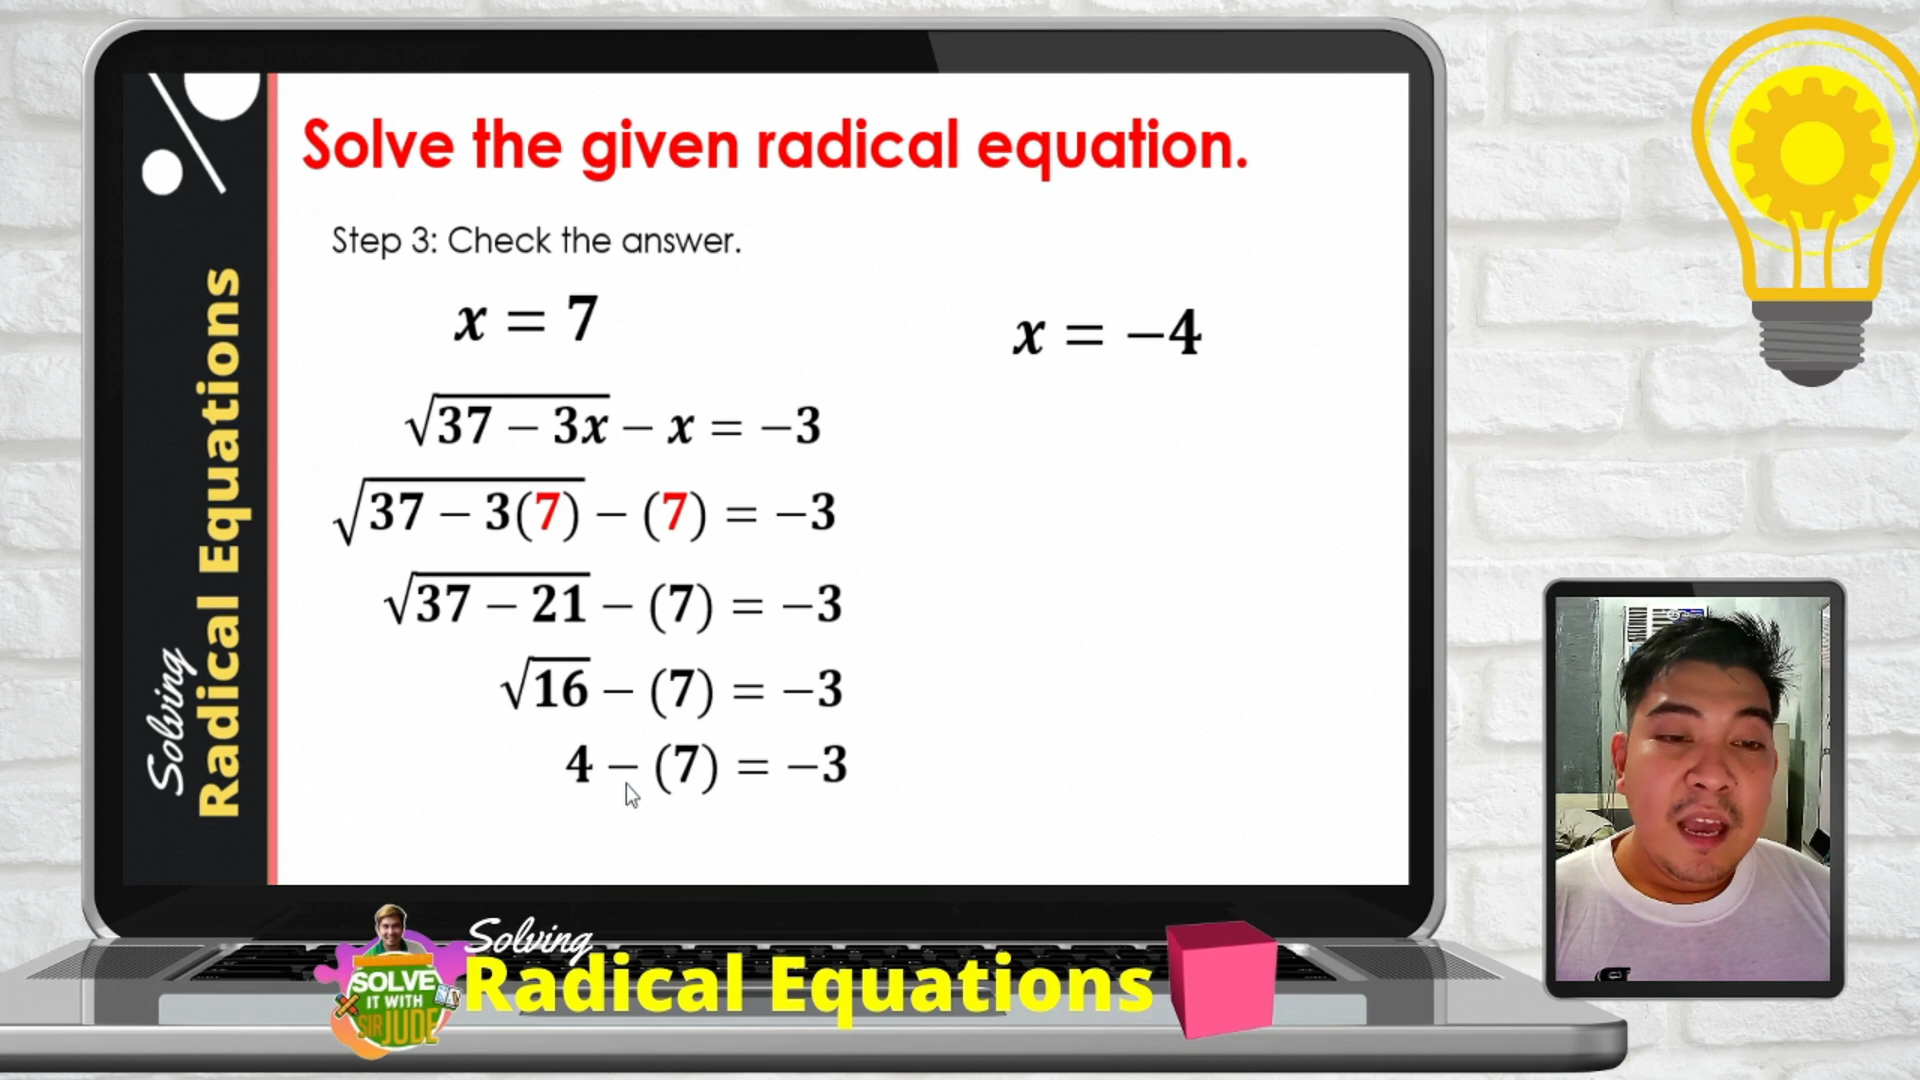 Solve the given radical equation.
Step 3: Check the answer.
x = 7
x = −4
√37 − 3x − x = −3
√37 − 3(7) − (7) = −3
√37 − 21 − (7) = −3
√16 − (7) = −3
4 − (7) = −3
Solving
Radical Equations
Solving
Radical Equations
SOLVE
IT WITH
SIR JUDE